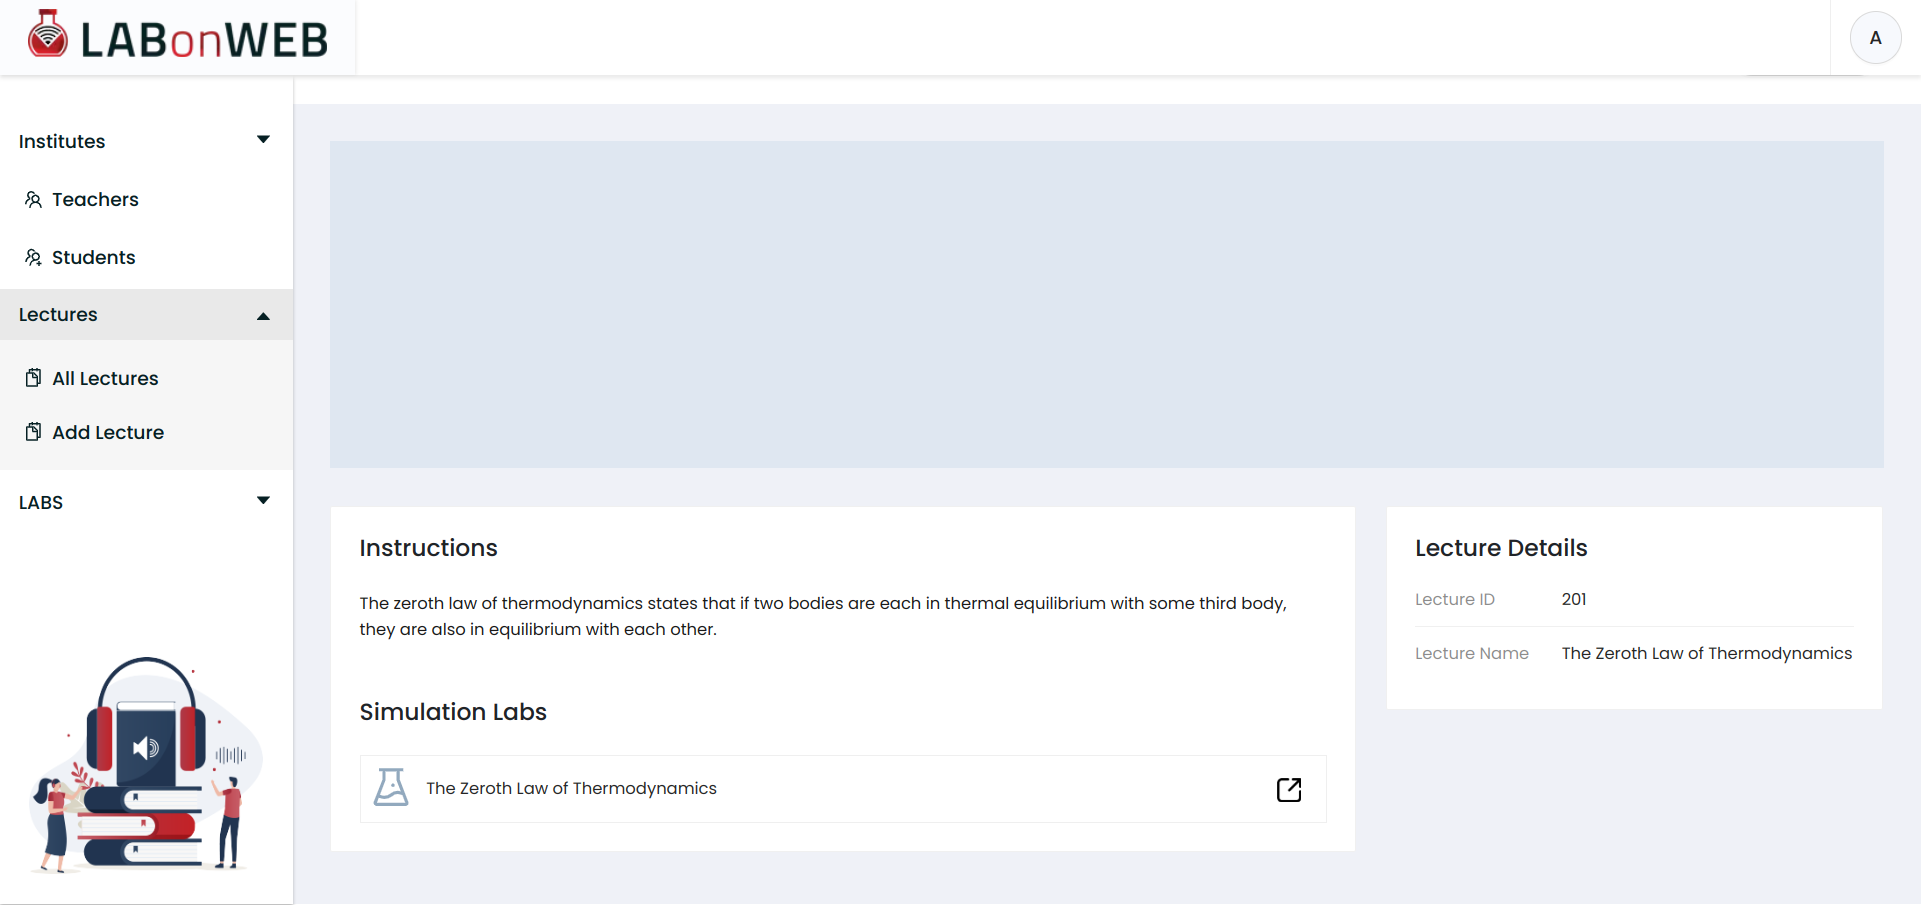 LABonWEB
A
Institutes
Teachers
Students
Lectures
All Lectures
Add Lecture
LABS
Instructions
The zeroth law of thermodynamics states that if two bodies are each in thermal equilibrium with some third body,
they are also in equilibrium with each other.
Simulation Labs
The Zeroth Law of Thermodynamics
Lecture Details
Lecture ID 201
Lecture Name The Zeroth Law of Thermodynamics